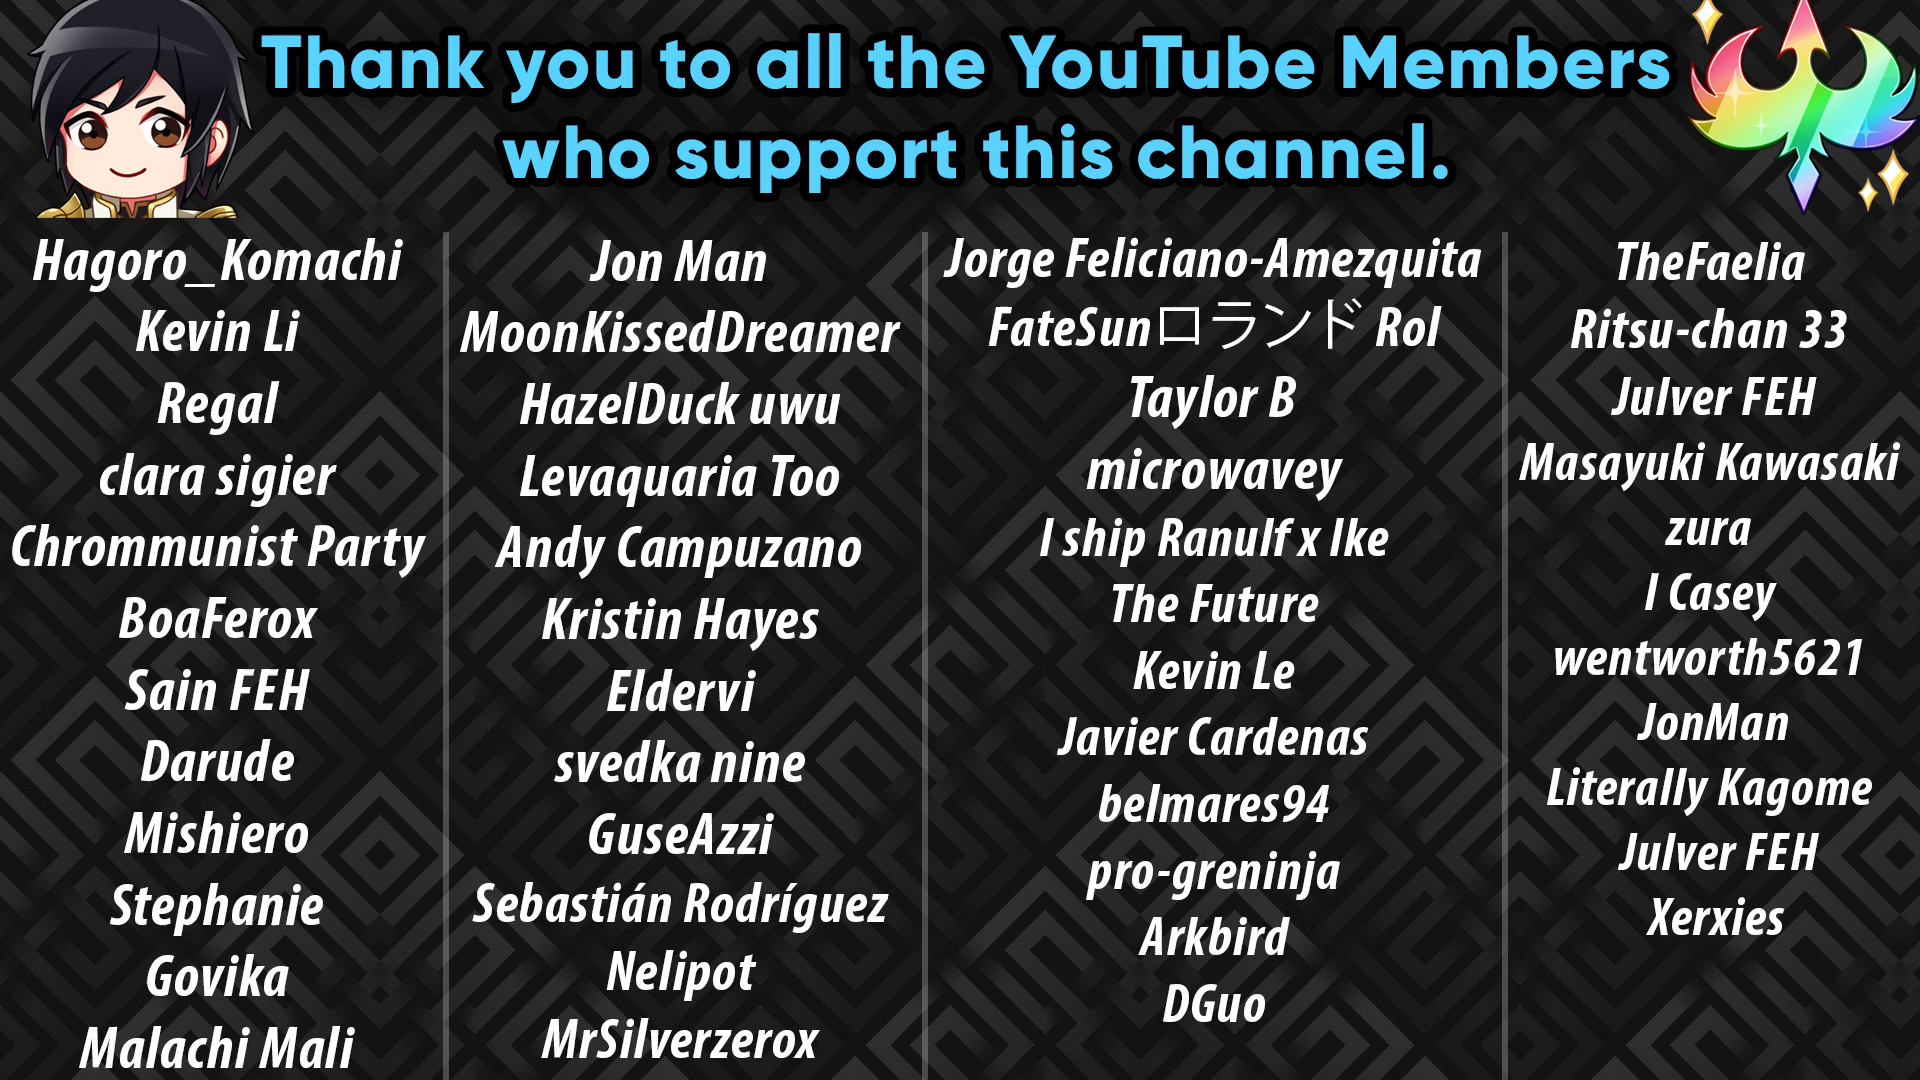 Thank you to all the YouTube Members
who support this channel.
Hagoro_Komachi
Kevin Li
Regal
clara sigier
Chrommunist Party
BoaFerox
Sain FEH
Darude
Mishiero
Stephanie
Govika
Malachi Mali
Jon Man
MoonKissedDreamer
HazelDuck uwu
Levaquaria Too
Andy Campuzano
Kristin Hayes
Eldervi
svedka nine
GuseAzzi
Sebastián Rodríguez
Nelipot
MrSilverzerox
Jorge Feliciano-Amezquita
FateSunロランド Rol
Taylor B
microwavey
I ship Ranulf x Ike
The Future
Kevin Le
Javier Cardenas
belmares94
pro-greninja
Arkbird
DGuo
TheFaelia
Ritsu-chan 33
Julver FEH
Masayuki Kawasaki
zura
I Casey
wentworth5621
JonMan
Literally Kagome
Julver FEH
Xerxies